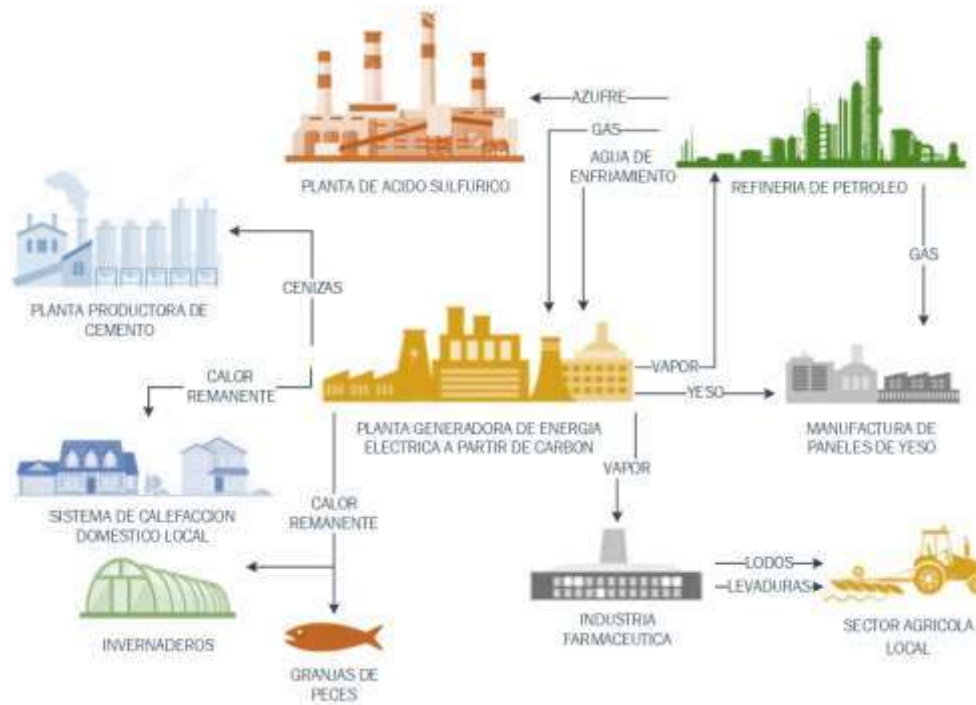 AZUFRE
GAS
AGUA DE
ENFRIAMIENTO
PLANTA DE ACIDO SULFURICO
REFINERIA DE PETROLEO
GAS
CENIZAS
PLANTA PRODUCTORA DE
CEMENTO
CALOR
REMANENTE
VAPOR
YESO
PLANTA GENERADORA DE ENERGIA
ELECTRICA A PARTIR DE CARBON
MANUFACTURA DE
PANELES DE YESO
VAPOR
SISTEMA DE CALEFACCION
DOMESTICO LOCAL
CALOR
REMANENTE
LODOS
LEVADURAS
INVERNADEROS
INDUSTRIA
FARMACEUTICA
SECTOR AGRICOLA
LOCAL
GRANJAS DE
PECES